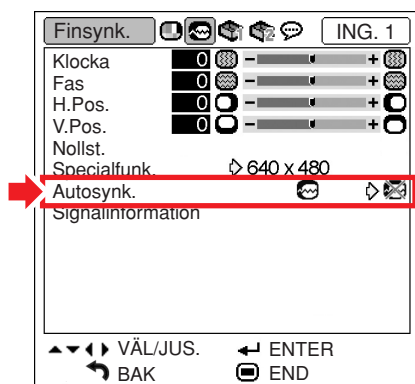 Finsynk. ING. 1
Klocka 0 - +
Fas 0 - +
H.Pos. 0 - +
V.Pos. 0 - +
Nollst.
Specialfunk. 640 x 480
Autosynk.
Signalinformation
VÄL/JUS. ENTER
BAK END